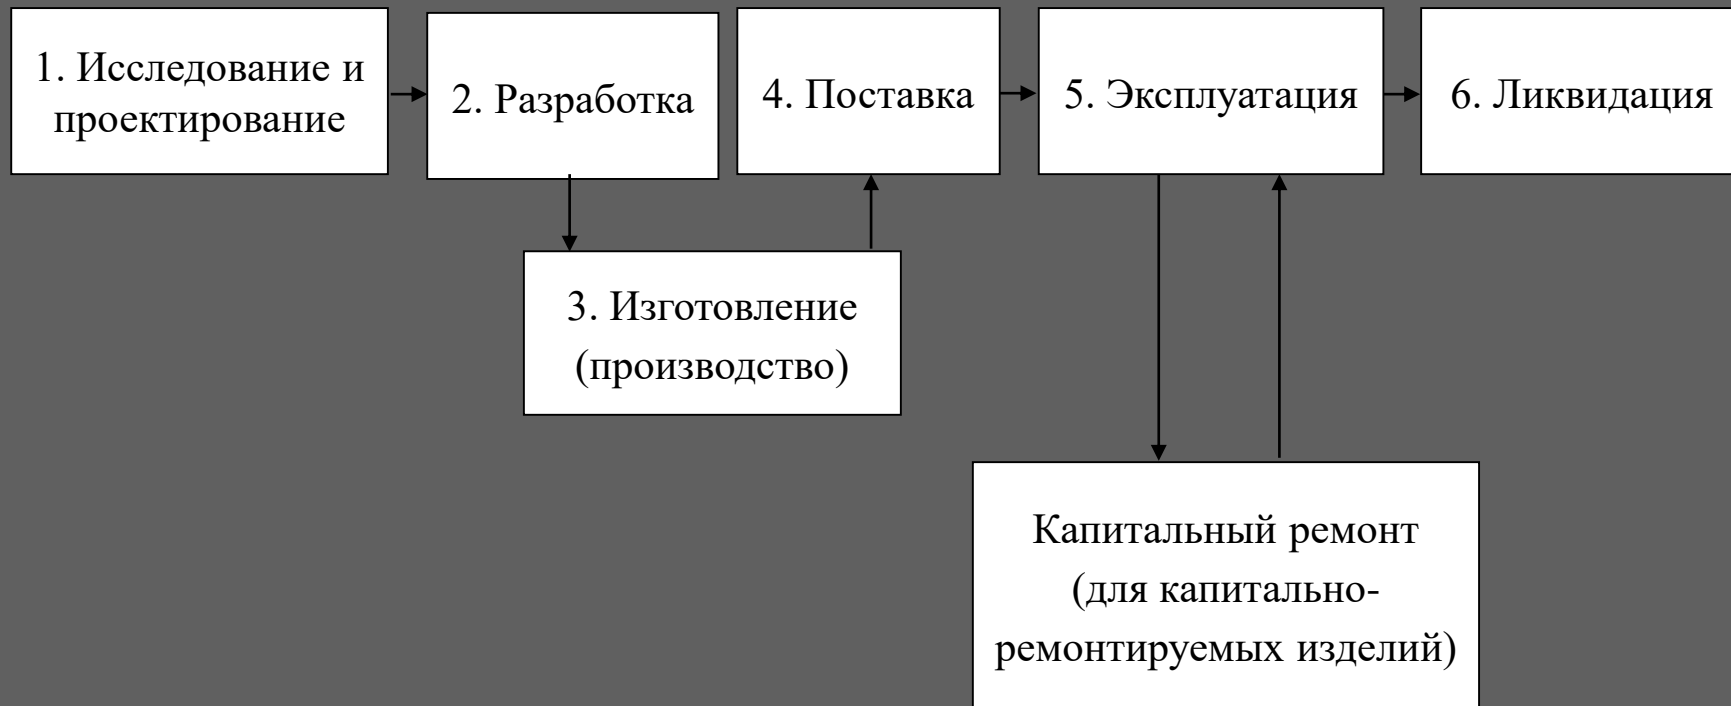 1. Исследование и
проектирование
2. Разработка
4. Поставка
5. Эксплуатация
6. Ликвидация
3. Изготовление
(производство)
Капитальный ремонт
(для капитально-
ремонтируемых изделий)